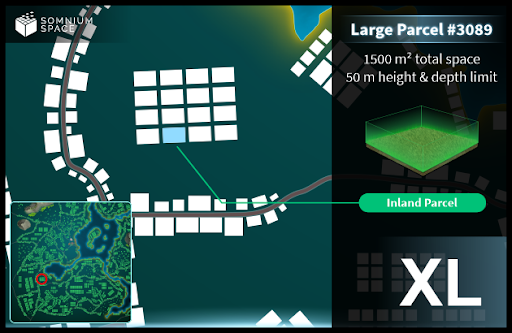 SOMNIUM
SPACE
Large Parcel #3089
1500 m² total space
50 m height & depth limit
Inland Parcel
XL